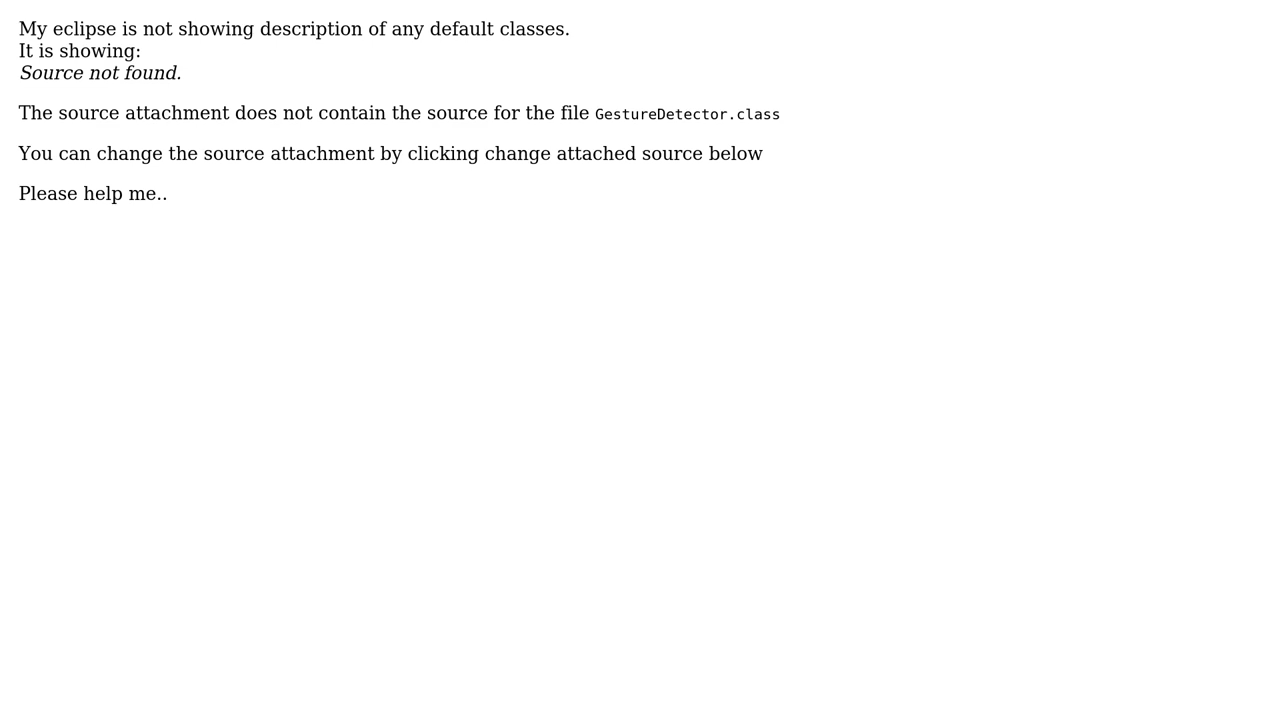 My eclipse is not showing description of any default classes.
It is showing:
Source not found.
The source attachment does not contain the source for the file GestureDetector.class
You can change the source attachment by clicking change attached source below
Please help me..